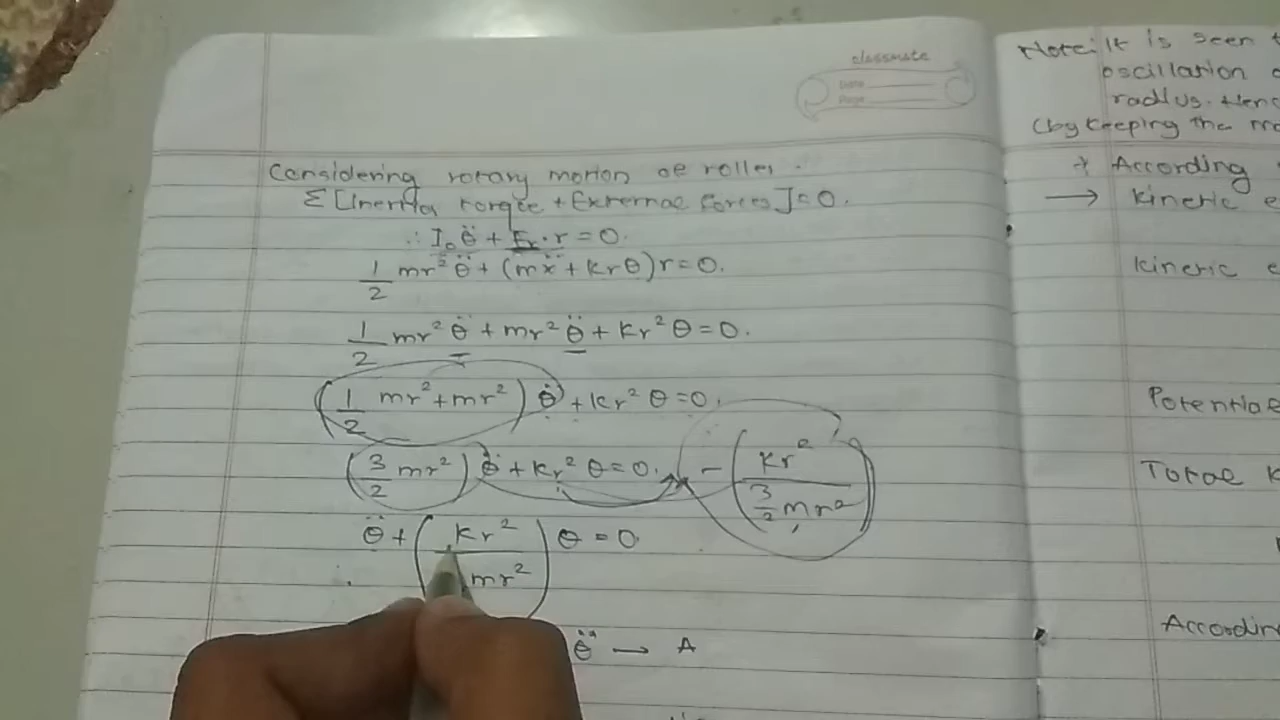 classmate
Date
Page
Considering rotary motion oe roller.
Σ [Inertia torque + External forces] = 0.
∴ I₀ θ̈ + Fr · r = 0.
1/2 mr² θ̈ + (mẍ + krθ) r = 0.
1/2 mr² θ̈ + mr² θ̈ + kr² θ = 0.
(1/2 mr² + mr²) θ̈ + kr² θ = 0.
(3/2 mr²) θ̈ + kr² θ = 0. - (kr² / 3/2 mr²)
θ̈ + (kr² / mr²) θ = 0
θ̈ → A
Note: It is seen
oscillation
radius. Henc
(by keeping the
* According
→ kinetic e
kinetic e
Potential
Total K
Accordin